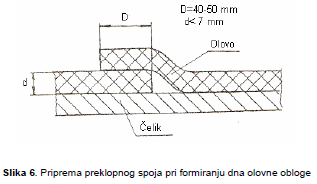 D
D=40-50 mm
d< 7 mm
Olovo
d
Čelik
Slika 6. Priprema preklopnog spoja pri formiranju dna olovne obloge